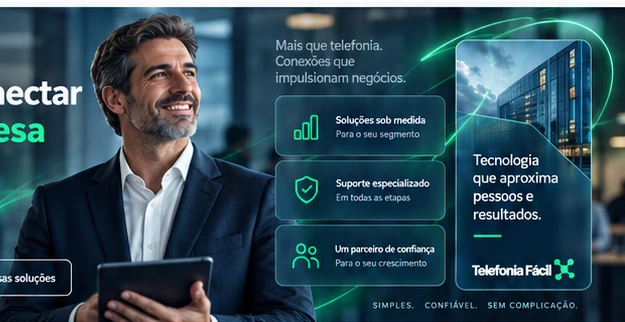 nectar
esa
sas soluções
Mais que telefonia.
Conexões que
impulsionam negócios.
Soluções sob medida
Para o seu segmento
Suporte especializado
Em todas as etapas
Um parceiro de confiança
Para o seu crescimento
Tecnologia
que aproxima
pessoos e
resultados.
Telefonia Fácil
SIMPLES. CONFIÁVEL. SEM COMPLICAÇÃO.